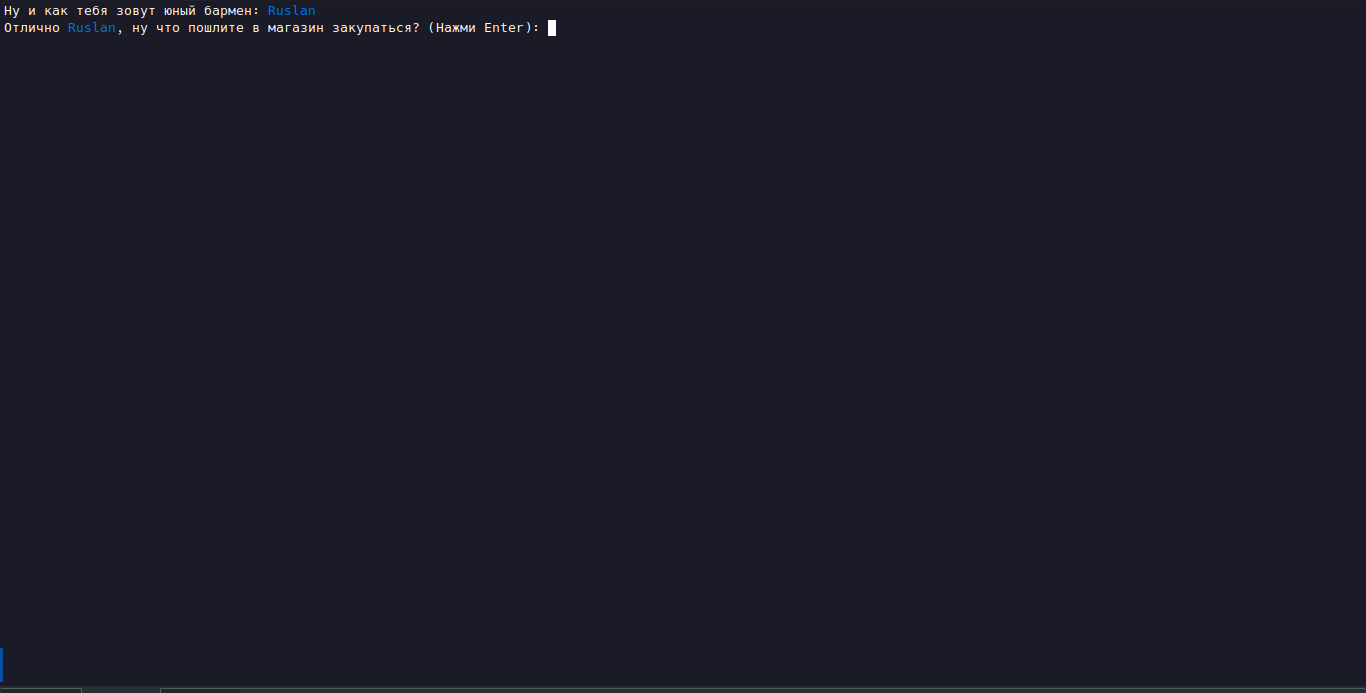 Ну и как тебя зовут юный бармен: Ruslan
Отлично Ruslan, ну что пошлите в магазин закупаться? (Нажми Enter):